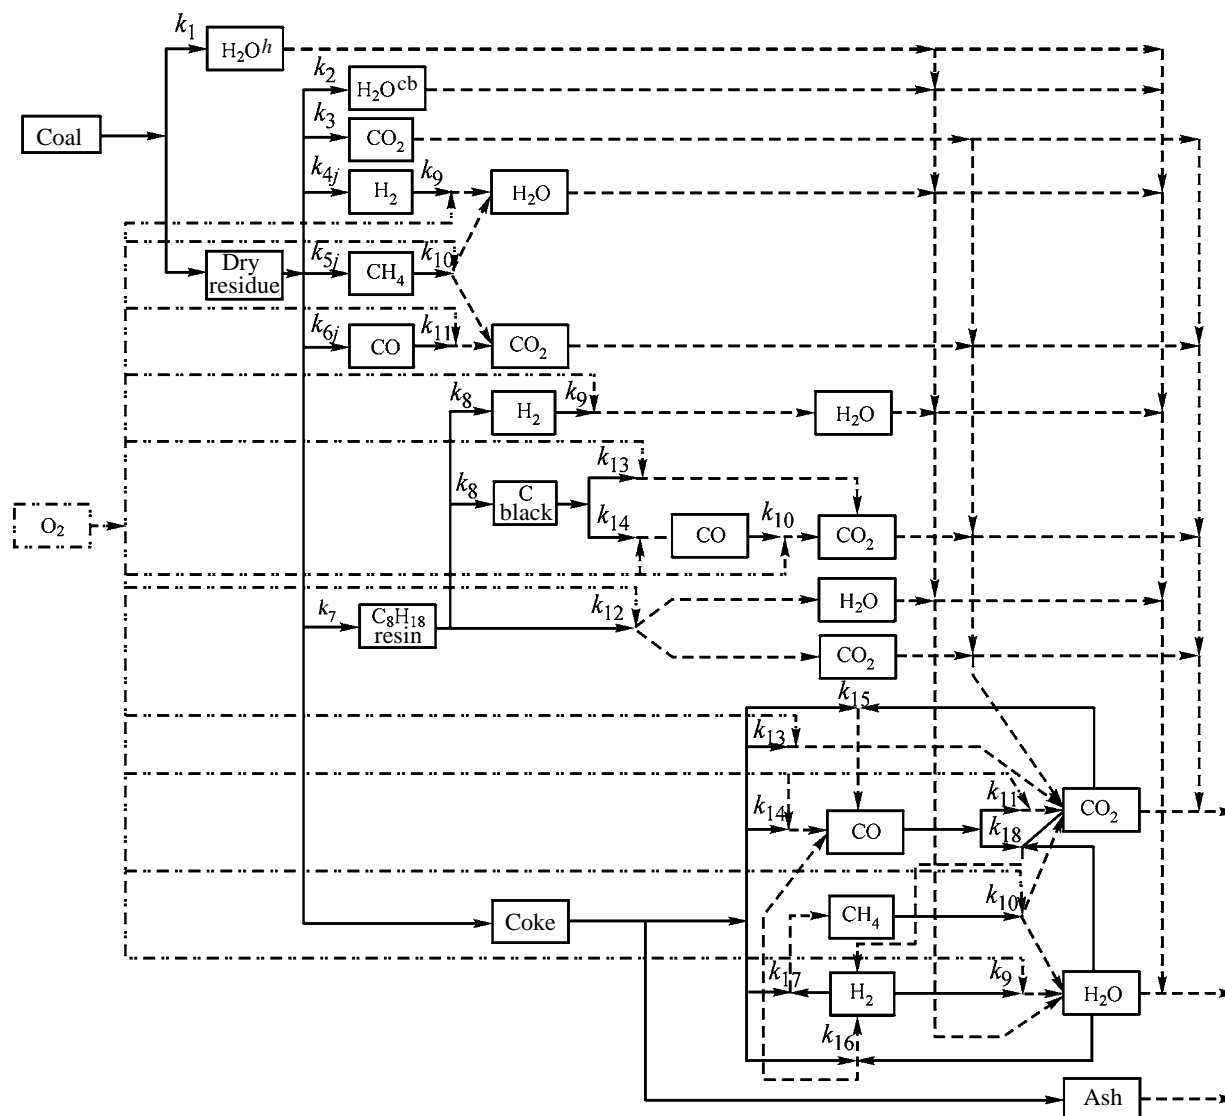 k1
H2Oh
k2
H2Ocb
k3
Coal
CO2
k4j
H2
k9
H2O
k5j
k10
Dry
residue
CH4
k6j
CO
k11
CO2
k8
H2
k9
H2O
k13
k8
C
black
k14
k10
O2
CO
CO2
k12
H2O
k7
C8H18
resin
CO2
k15
k13
k14
CO
k11
k18
CO2
k10
Coke
CH4
k17
H2
k9
H2O
k16
Ash